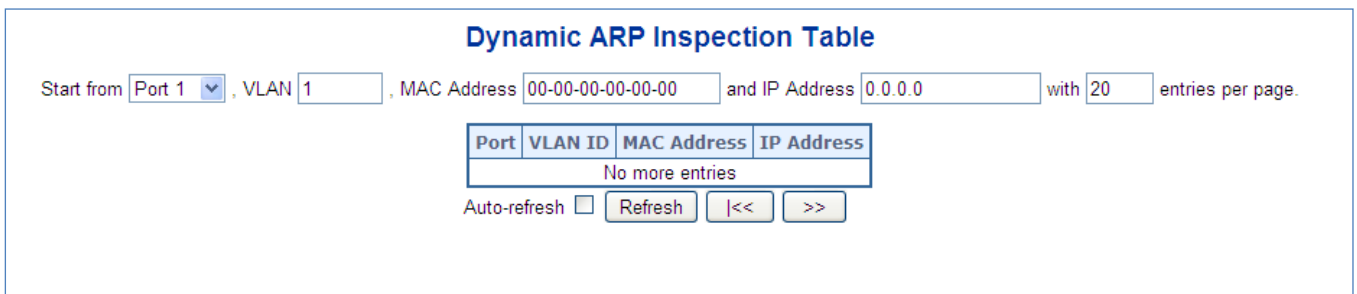 Dynamic ARP Inspection Table
Start from Port 1 , VLAN 1 , MAC Address 00-00-00-00-00-00 and IP Address 0.0.0.0 with 20 entries per page.
Port VLAN ID MAC Address IP Address
No more entries
Auto-refresh Refresh |<< >>